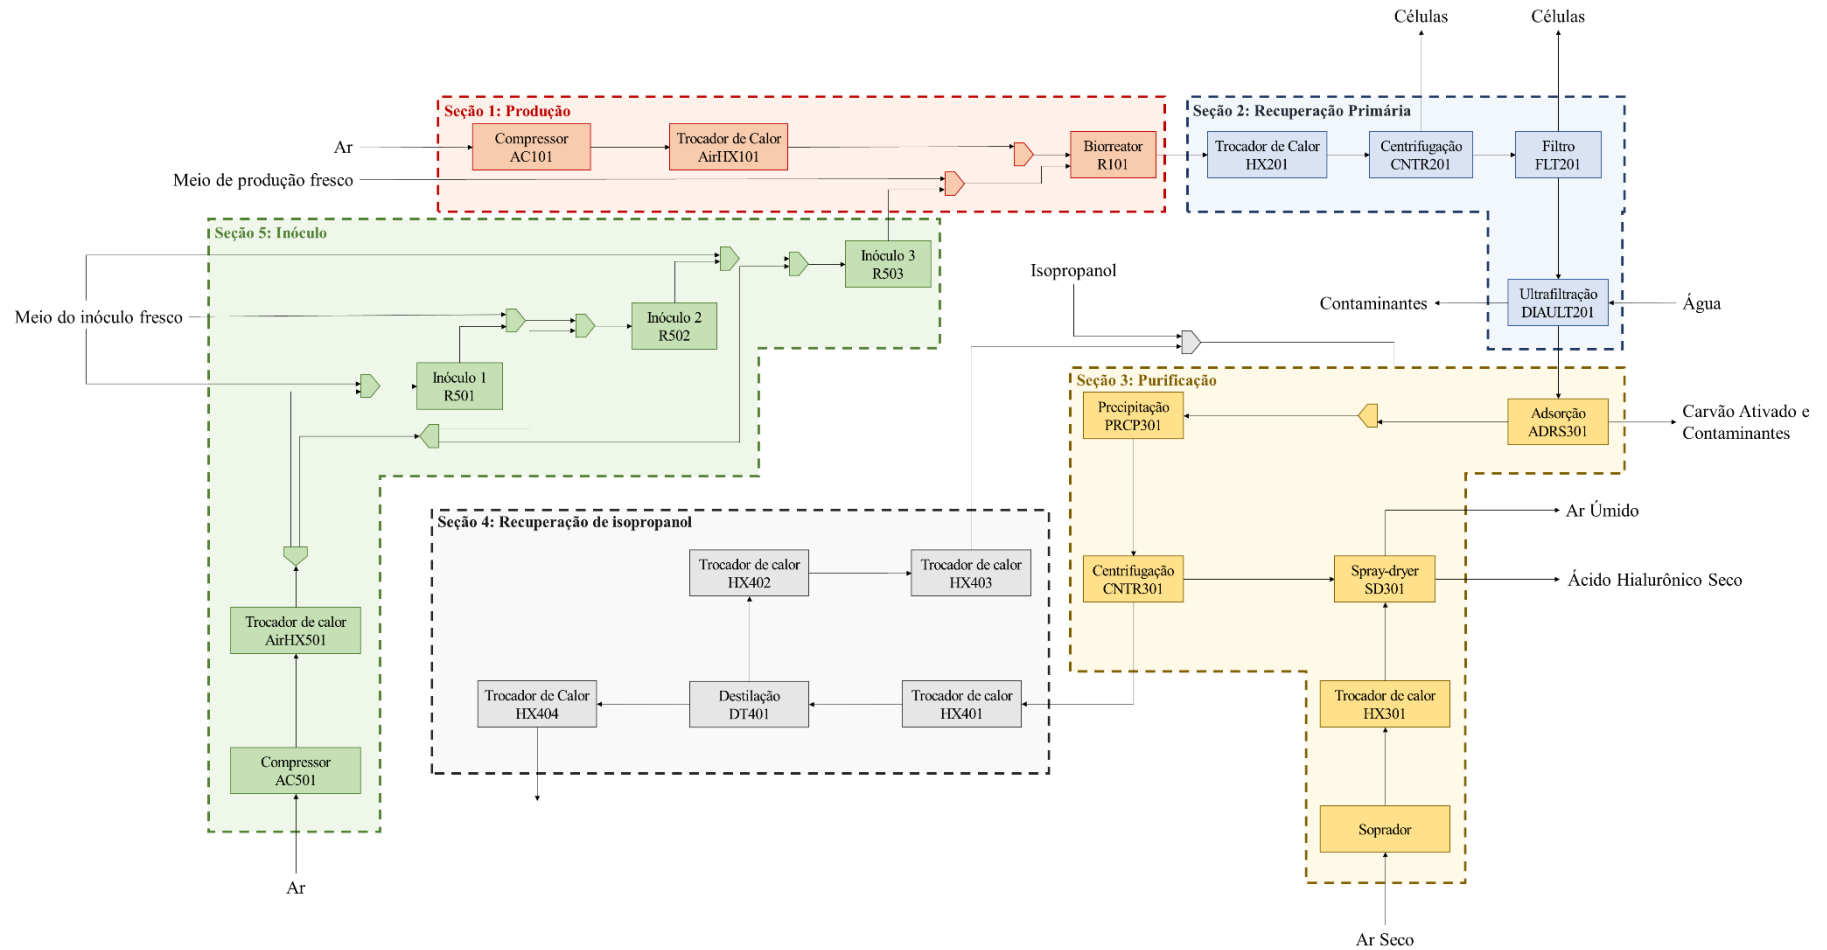 Células
Células
Seção 1: Produção
Seção 2: Recuperação Primária
Ar
Compressor
AC101
Trocador de Calor
AirHX101
Biorreator
R101
Trocador de Calor
HX201
Centrifugação
CNTR201
Filtro
FLT201
Meio de produção fresco
Seção 5: Inóculo
Inóculo 3
R503
Isopropanol
Contaminantes
Ultrafiltração
DIAULT201
Água
Meio do inóculo fresco
Inóculo 2
R502
Inóculo 1
R501
Seção 3: Purificação
Precipitação
PRCP301
Adsorção
ADRS301
Carvão Ativado e
Contaminantes
Seção 4: Recuperação de isopropanol
Ar Úmido
Trocador de calor
HX402
Trocador de calor
HX403
Centrifugação
CNTR301
Spray-dryer
SD301
Ácido Hialurônico Seco
Trocador de calor
AirHX501
Trocador de Calor
HX404
Destilação
DT401
Trocador de calor
HX401
Trocador de calor
HX301
Compressor
AC501
Soprador
Ar
Ar Seco